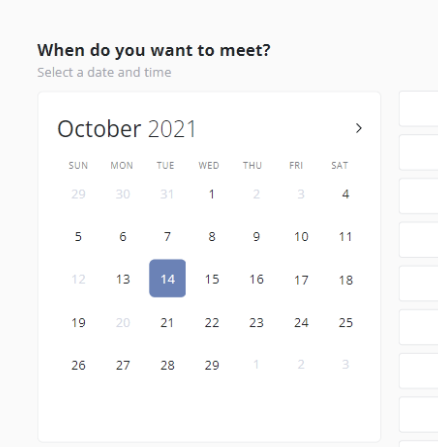 When do you want to meet?
Select a date and time
October 2021
SUN MON TUE WED THU FRI SAT
29 30 31 1 2 3 4
5 6 7 8 9 10 11
12 13 14 15 16 17 18
19 20 21 22 23 24 25
26 27 28 29 1 2 3